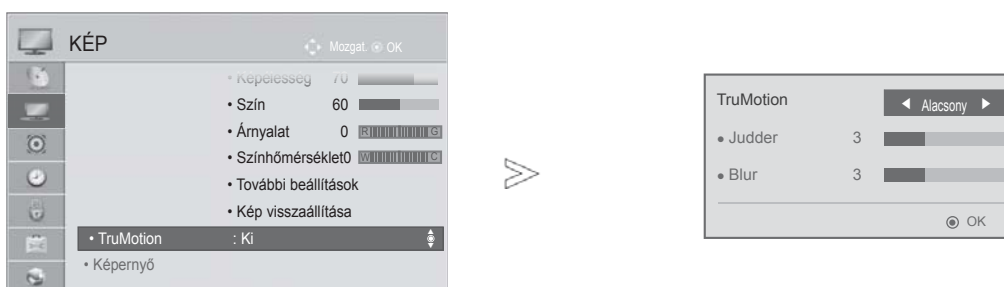 KÉP
Mozgat. OK
• Képélesség 70
• Szín 60
• Árnyalat 0 R G
• Színhőmérséklet0 W C
• További beállítások
• Kép visszaállítása
• TruMotion : Ki
• Képernyő
TruMotion ◀ Alacsony ▶
• Judder 3
• Blur 3
OK